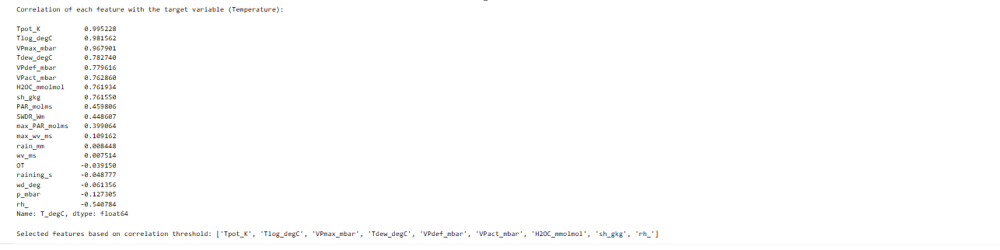 Correlation of each feature with the target variable (Temperature):
Tpot_K 0.995228
Tlog_degC 0.981562
VPmax_mbar 0.967901
Tdew_degC 0.782740
VPdef_mbar 0.779616
VPact_mbar 0.762860
H2OC_mmolmol 0.761934
sh_gkg 0.761550
PAR_molms 0.459806
SWDR_Wm 0.448607
max_PAR_molms 0.399064
max_wv_ms 0.109162
rain_mm 0.008448
wv_ms 0.007514
OT -0.039150
raining_s -0.048777
wd_deg -0.061356
p_mbar -0.127305
rh_ -0.540784
Name: T_degC, dtype: float64
Selected features based on correlation threshold: ['Tpot_K', 'Tlog_degC', 'VPmax_mbar', 'Tdew_degC', 'VPdef_mbar', 'VPact_mbar', 'H2OC_mmolmol', 'sh_gkg', 'rh_']